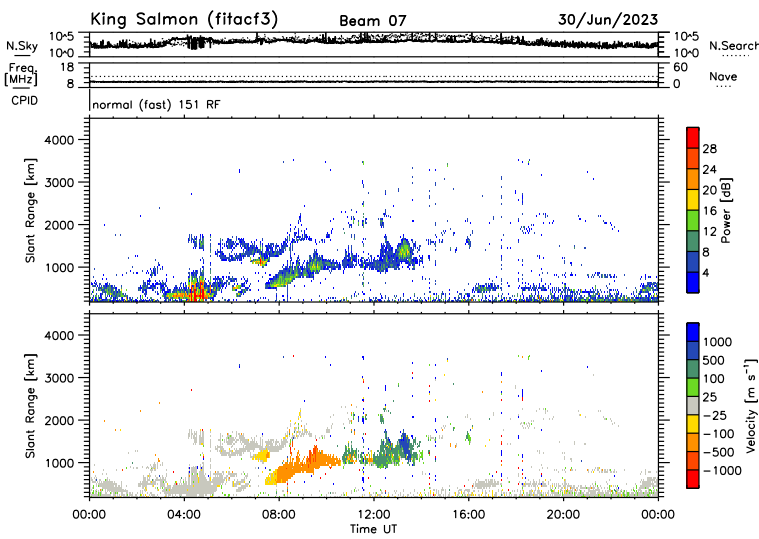 King Salmon (fitacf3) Beam 07 30/Jun/2023
N.Sky 10^5 10^0 10^5 10^0 N.Search
Freq [MHz] 18 8 60 0 Nave
CPID normal (fast) 151 RF
Slant Range [km] 4000 3000 2000 1000
28 24 20 16 12 8 4 Power [dB]
Slant Range [km] 4000 3000 2000 1000
1000 500 100 25 -25 -100 -500 -1000 Velocity [m s⁻¹]
00:00 04:00 08:00 12:00 16:00 20:00 00:00
Time UT